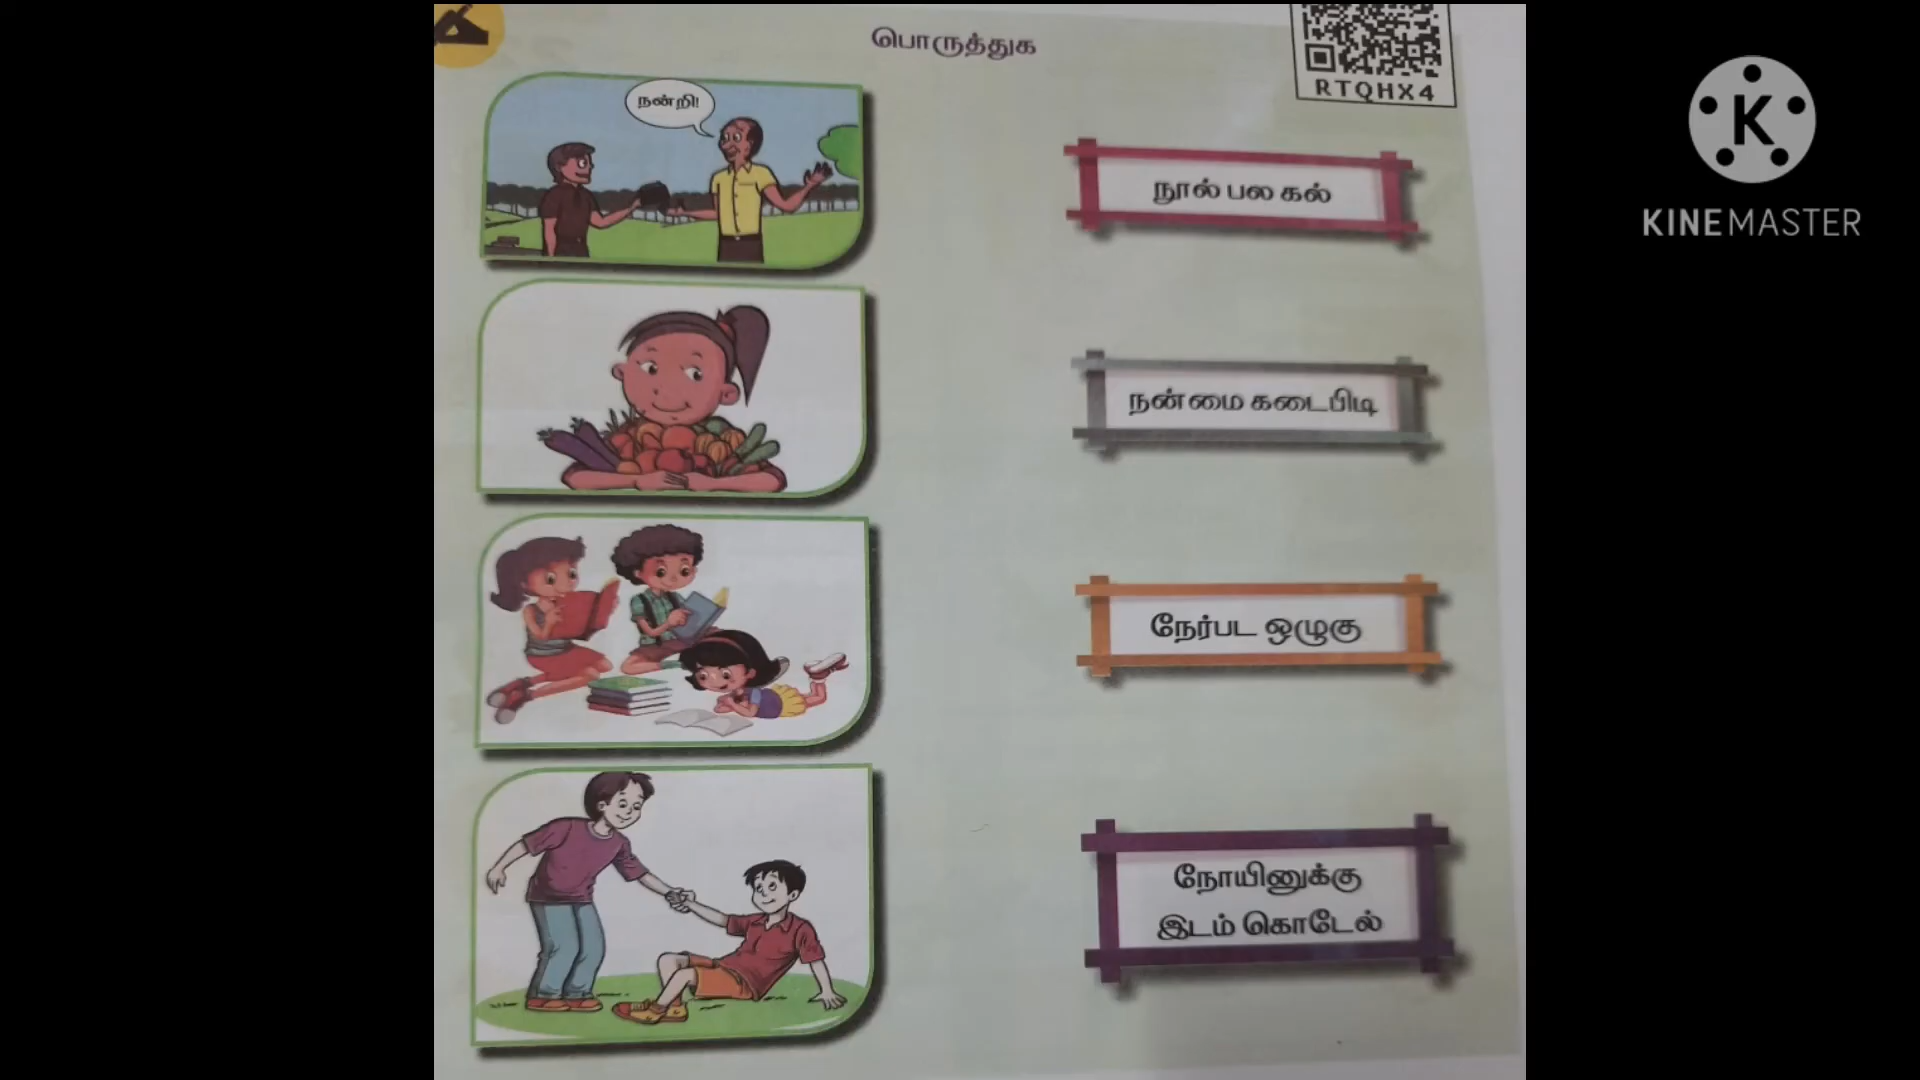 பொருத்துக
RTQHX4
நன்றி!
நூல் பல கல்
நன்மை கடைபிடி
நேர்பட ஒழுகு
நோயினுக்கு
இடம் கொடேல்
K
KINEMASTER